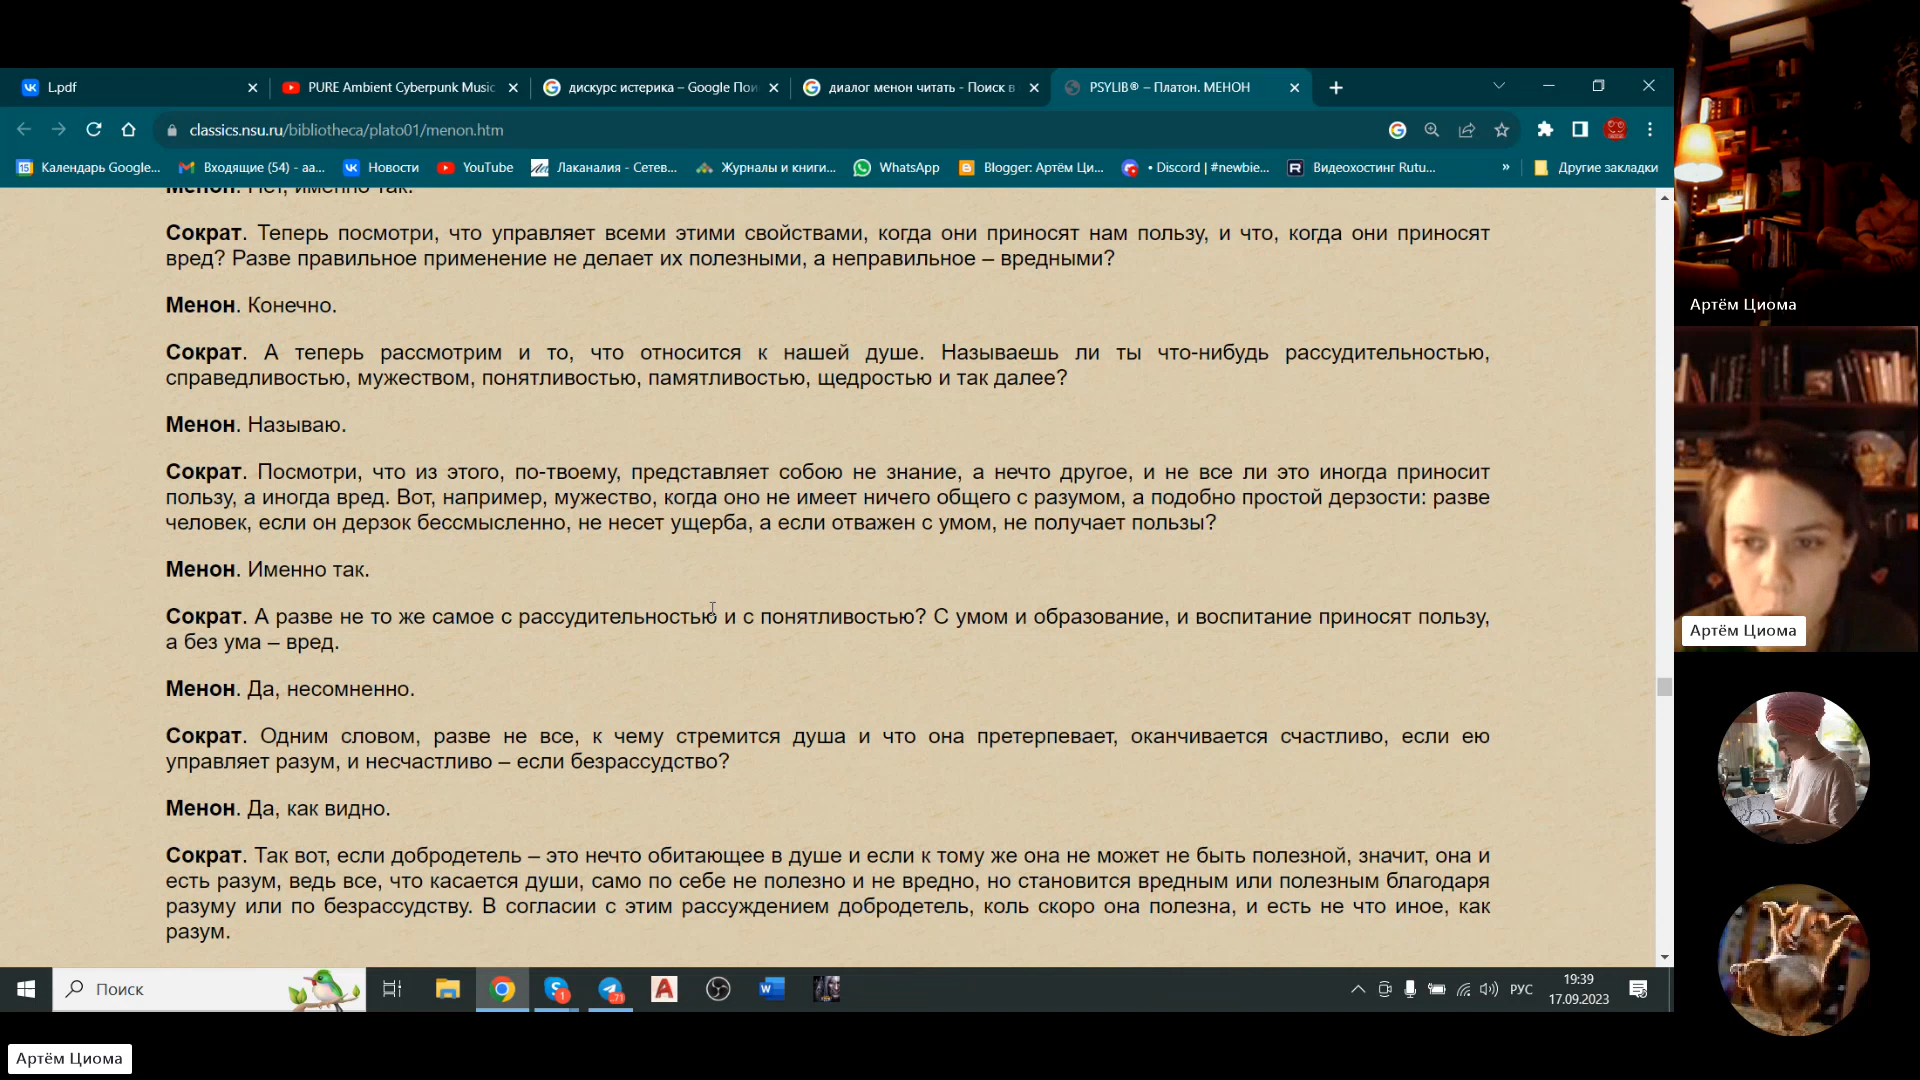 L.pdf
PURE Ambient Cyberpunk Music
дискурс истерика – Google Пои
диалог менон читать - Поиск в
PSYLIB® – Платон. МЕНОН
classics.nsu.ru/bibliotheca/plato01/menon.htm
Календарь Google...
Входящие (54) - aa...
Новости
YouTube
Лаканалия - Сетев...
Журналы и книги...
WhatsApp
Blogger: Артём Ци...
• Discord | #newbie...
Видеохостинг Rutu...
»
Другие закладки
Менон. Нет, именно так.
Сократ. Теперь посмотри, что управляет всеми этими свойствами, когда они приносят нам пользу, и что, когда они приносят
вред? Разве правильное применение не делает их полезными, а неправильное – вредными?
Менон. Конечно.
Сократ. А теперь рассмотрим и то, что относится к нашей душе. Называешь ли ты что-нибудь рассудительностью,
справедливостью, мужеством, понятливостью, памятливостью, щедростью и так далее?
Менон. Называю.
Сократ. Посмотри, что из этого, по-твоему, представляет собою не знание, а нечто другое, и не все ли это иногда приносит
пользу, а иногда вред. Вот, например, мужество, когда оно не имеет ничего общего с разумом, а подобно простой дерзости: разве
человек, если он дерзок бессмысленно, не несет ущерба, а если отважен с умом, не получает пользы?
Менон. Именно так.
Сократ. А разве не то же самое с рассудительностью и с понятливостью? С умом и образование, и воспитание приносят пользу,
а без ума – вред.
Менон. Да, несомненно.
Сократ. Одним словом, разве не все, к чему стремится душа и что она претерпевает, оканчивается счастливо, если ею
управляет разум, и несчастливо – если безрассудство?
Менон. Да, как видно.
Сократ. Так вот, если добродетель – это нечто обитающее в душе и если к тому же она не может не быть полезной, значит, она и
есть разум, ведь все, что касается души, само по себе не полезно и не вредно, но становится вредным или полезным благодаря
разуму или по безрассудству. В согласии с этим рассуждением добродетель, коль скоро она полезна, и есть не что иное, как
разум.
Поиск
РУС
19:39
17.09.2023
Артём Циома
Артём Циома
Артём Циома